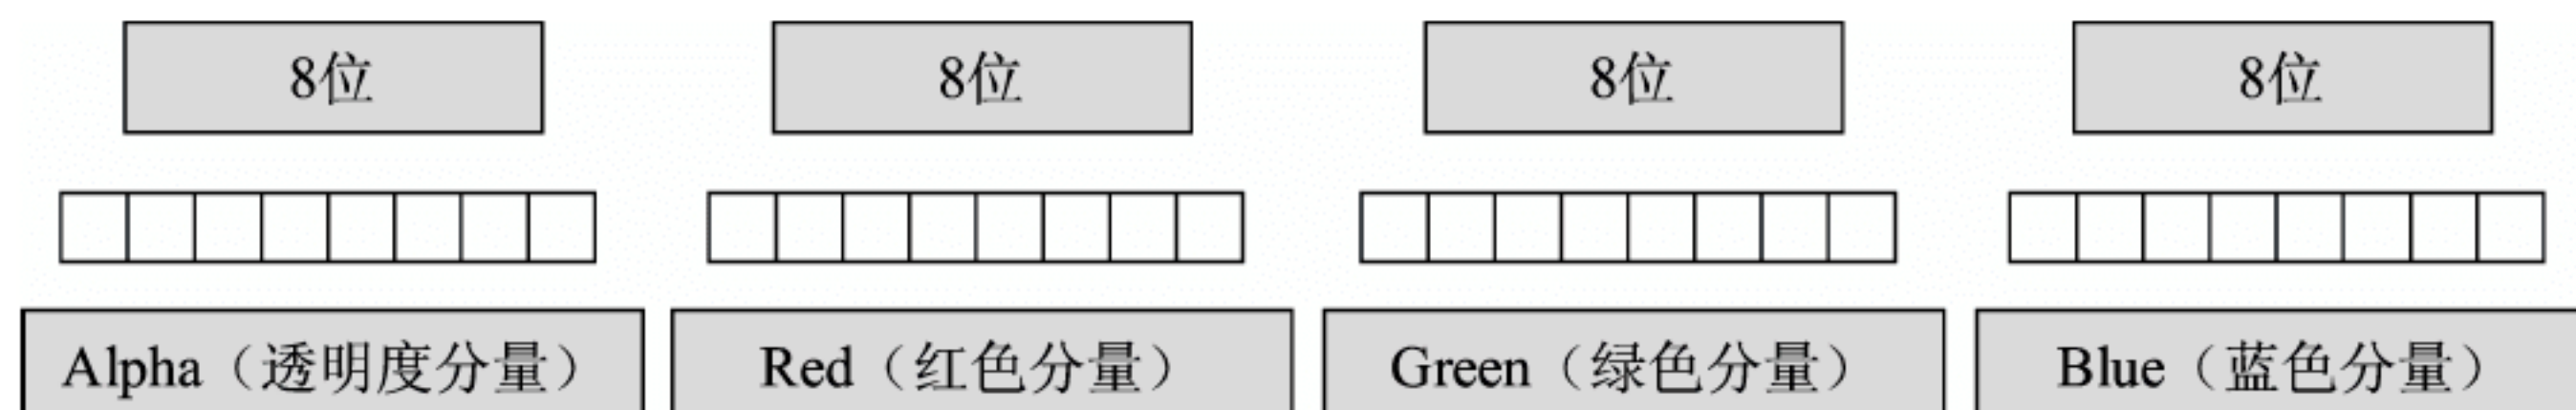 8位 8位 8位 8位
Alpha（透明度分量） Red（红色分量） Green（绿色分量） Blue（蓝色分量）